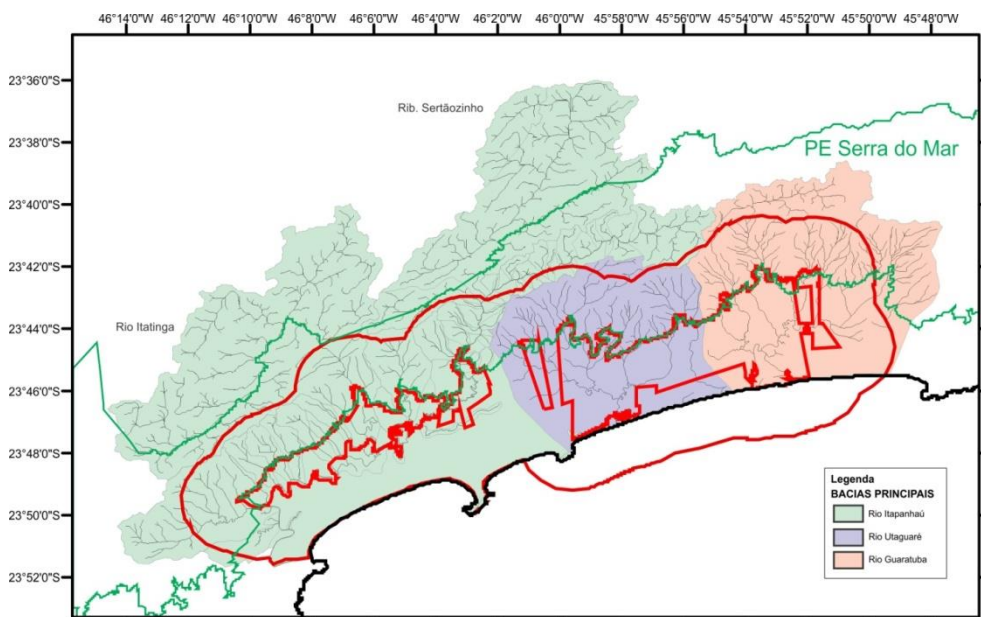 46°14'0"W 46°12'0"W 46°10'0"W 46°8'0"W 46°6'0"W 46°4'0"W 46°2'0"W 46°0'0"W 45°58'0"W 45°56'0"W 45°54'0"W 45°52'0"W 45°50'0"W 45°48'0"W
23°36'0"S
Rib. Sertãozinho
23°38'0"S
PE Serra do Mar
23°40'0"S
23°42'0"S
Rio Itatinga
23°44'0"S
23°46'0"S
23°48'0"S
23°50'0"S
23°52'0"S
Legenda
BACIAS PRINCIPAIS
Rio Itapanhaú
Rio Utaguaré
Rio Guaratuba